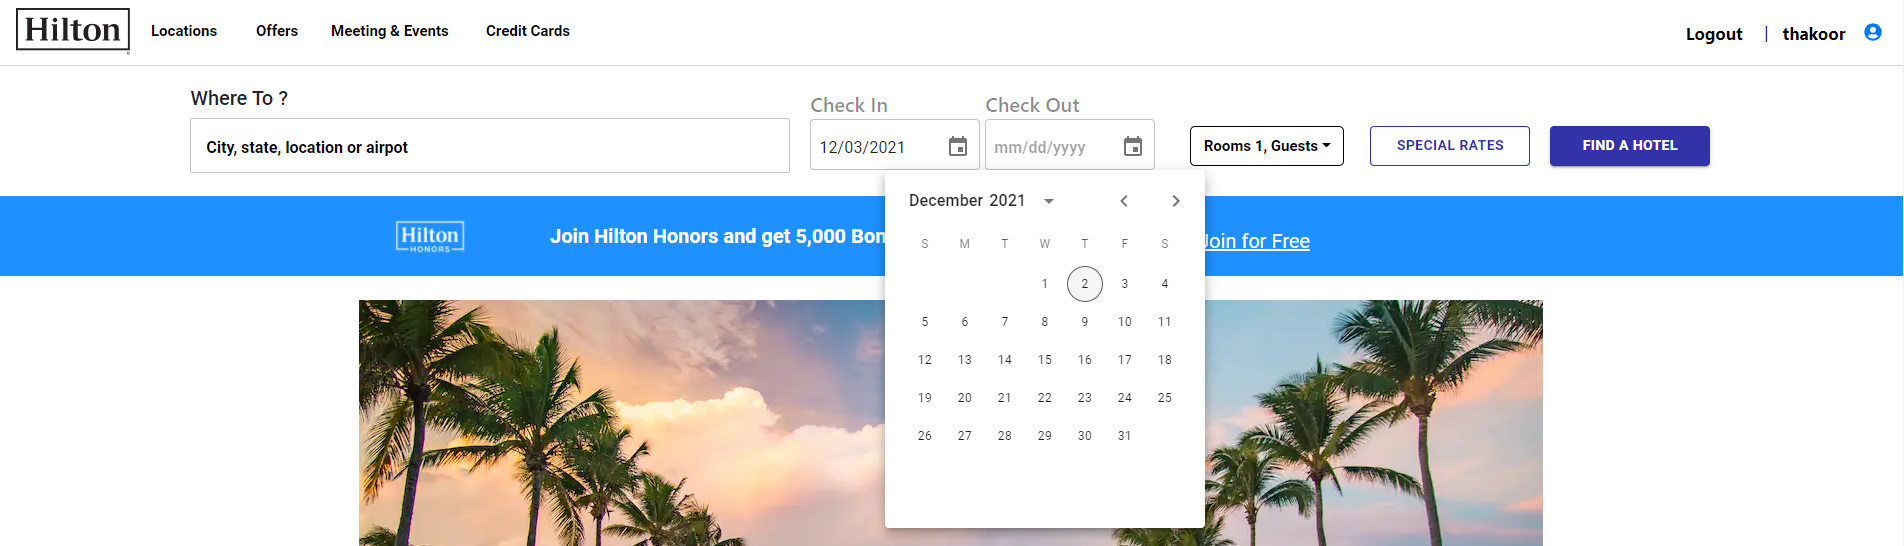 Hilton
Locations Offers Meeting & Events Credit Cards
Logout | thakoor
Where To ?
City, state, location or airpot
Check In
12/03/2021
Check Out
mm/dd/yyyy
Rooms 1, Guests
SPECIAL RATES
FIND A HOTEL
Hilton
HONORS
Join Hilton Honors and get 5,000
Join for Free
December 2021
S M T W T F S
1 2 3 4
5 6 7 8 9 10 11
12 13 14 15 16 17 18
19 20 21 22 23 24 25
26 27 28 29 30 31